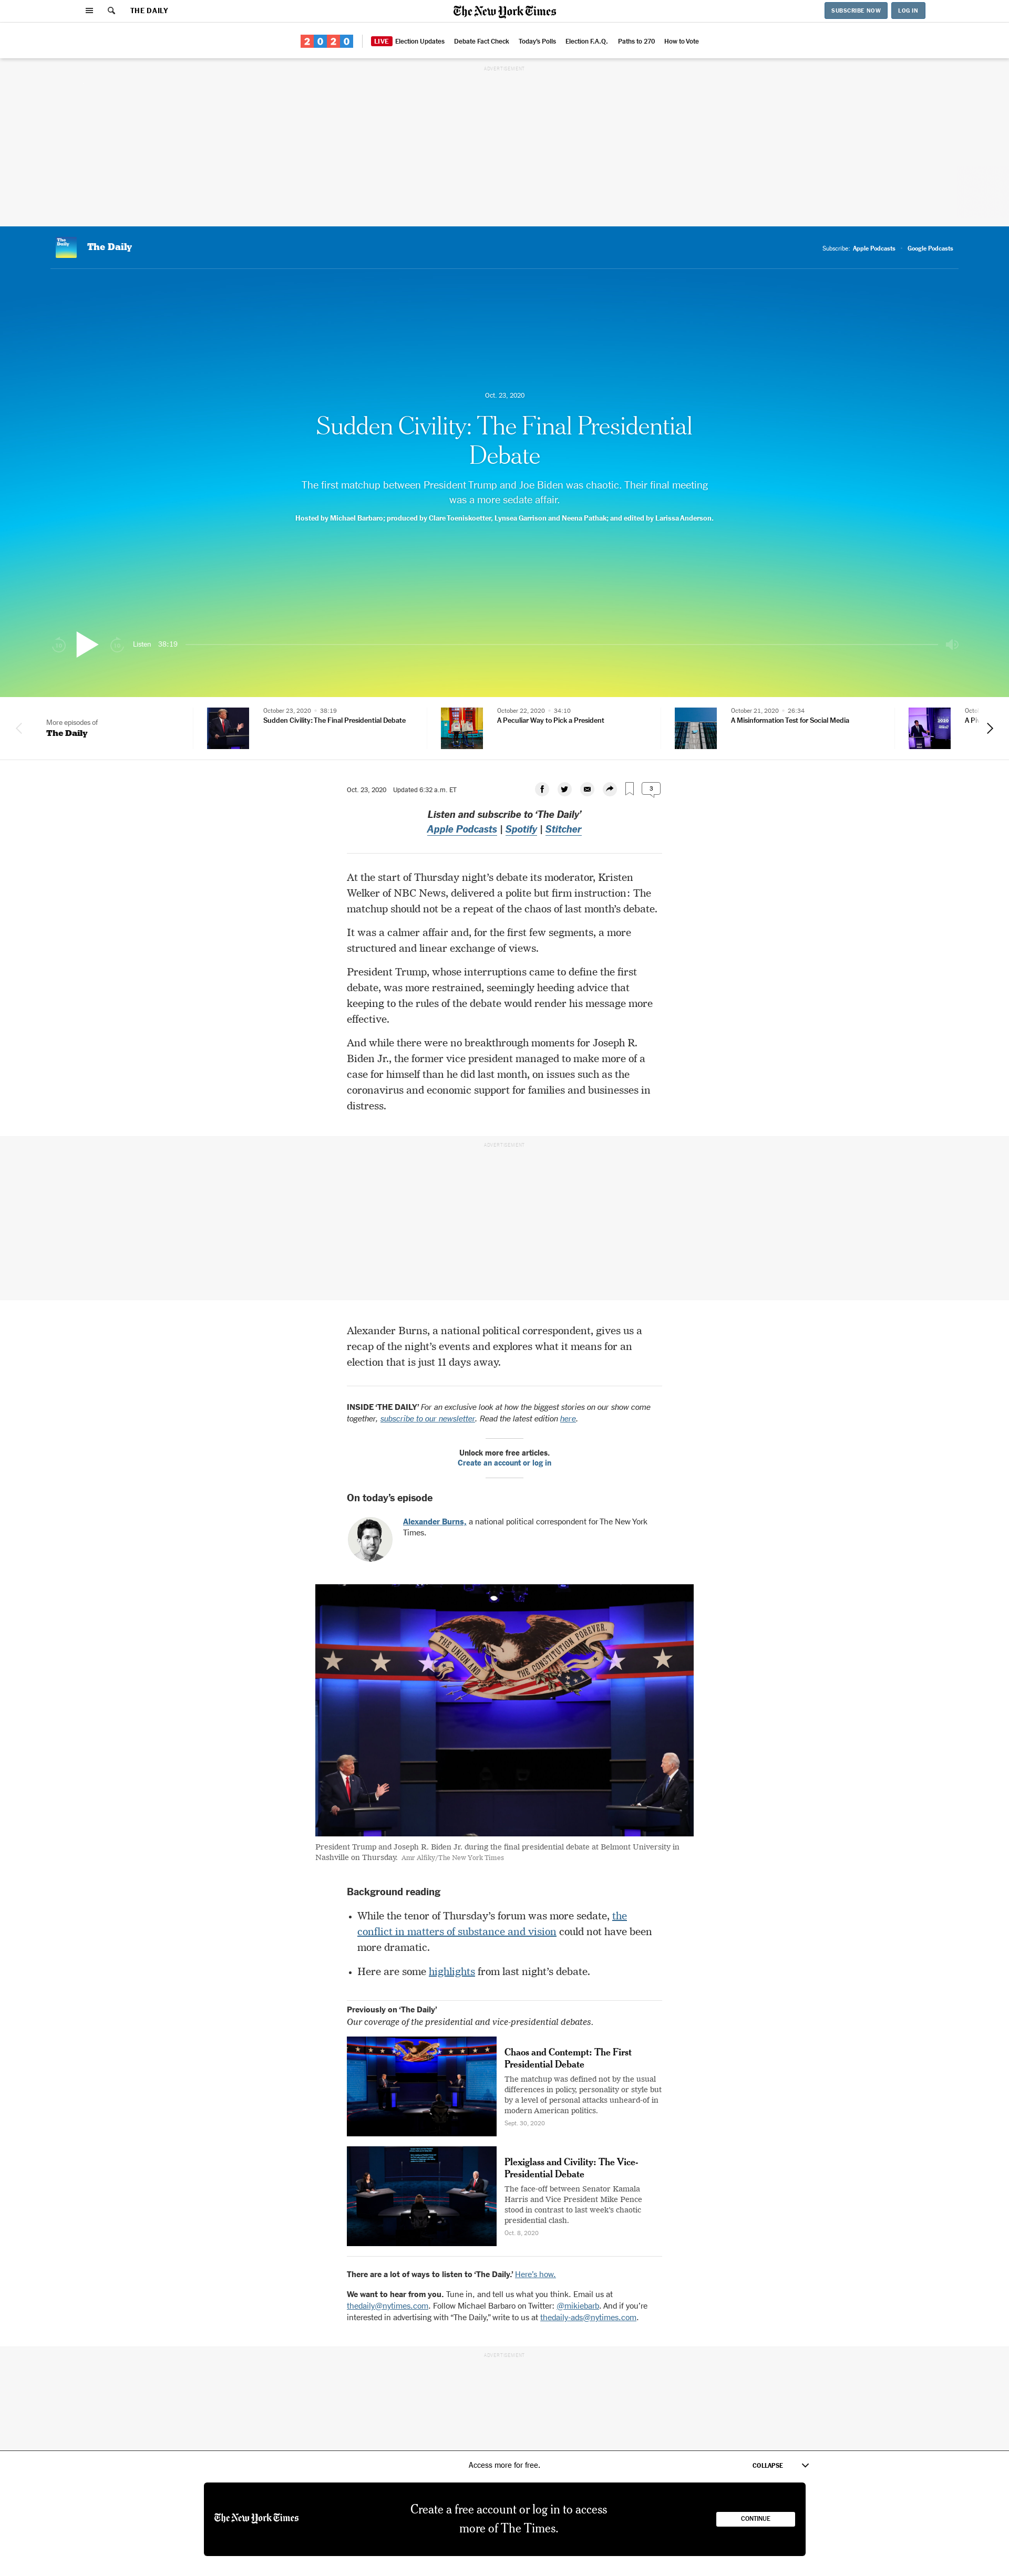 THE DAILY
The New York Times
SUBSCRIBE NOW
LOG IN
2020
LIVE Election Updates
Debate Fact Check
Today's Polls
Election F.A.Q.
Paths to 270
How to Vote
ADVERTISEMENT
The Daily
The Daily
Subscribe: Apple Podcasts · Google Podcasts
Oct. 23, 2020
Sudden Civility: The Final Presidential
Debate
The first matchup between President Trump and Joe Biden was chaotic. Their final meeting
was a more sedate affair.
Hosted by Michael Barbaro; produced by Clare Toeniskoetter, Lynsea Garrison and Neena Pathak; and edited by Larissa Anderson.
Listen 38:19
More episodes of
The Daily
October 23, 2020 · 38:19
Sudden Civility: The Final Presidential Debate
October 22, 2020 · 34:10
A Peculiar Way to Pick a President
October 21, 2020 · 26:34
A Misinformation Test for Social Media
Oct. 23, 2020 Updated 6:32 a.m. ET
3
Listen and subscribe to ‘The Daily’
Apple Podcasts | Spotify | Stitcher
At the start of Thursday night’s debate its moderator, Kristen
Welker of NBC News, delivered a polite but firm instruction: The
matchup should not be a repeat of the chaos of last month’s debate.
It was a calmer affair and, for the first few segments, a more
structured and linear exchange of views.
President Trump, whose interruptions came to define the first
debate, was more restrained, seemingly heeding advice that
keeping to the rules of the debate would render his message more
effective.
And while there were no breakthrough moments for Joseph R.
Biden Jr., the former vice president managed to make more of a
case for himself than he did last month, on issues such as the
coronavirus and economic support for families and businesses in
distress.
ADVERTISEMENT
Alexander Burns, a national political correspondent, gives us a
recap of the night’s events and explores what it means for an
election that is just 11 days away.
INSIDE ‘THE DAILY’ For an exclusive look at how the biggest stories on our show come
together, subscribe to our newsletter. Read the latest edition here.
Unlock more free articles.
Create an account or log in
On today’s episode
Alexander Burns, a national political correspondent for The New York
Times.
THE UNION AND THE CONSTITUTION FOREVER.
President Trump and Joseph R. Biden Jr. during the final presidential debate at Belmont University in
Nashville on Thursday. Amr Alfiky/The New York Times
Background reading
• While the tenor of Thursday’s forum was more sedate, the
conflict in matters of substance and vision could not have been
more dramatic.
• Here are some highlights from last night’s debate.
Previously on ‘The Daily’
Our coverage of the presidential and vice-presidential debates.
Chaos and Contempt: The First
Presidential Debate
The matchup was defined not by the usual
differences in policy, personality or style but
by a level of personal attacks unheard-of in
modern American politics.
Sept. 30, 2020
Plexiglass and Civility: The Vice-
Presidential Debate
The face-off between Senator Kamala
Harris and Vice President Mike Pence
stood in contrast to last week’s chaotic
presidential clash.
Oct. 8, 2020
There are a lot of ways to listen to ‘The Daily.’ Here’s how.
We want to hear from you. Tune in, and tell us what you think. Email us at
thedaily@nytimes.com. Follow Michael Barbaro on Twitter: @mikiebarb. And if you’re
interested in advertising with “The Daily,” write to us at thedaily-ads@nytimes.com.
ADVERTISEMENT
Access more for free.
COLLAPSE
The New York Times
Create a free account or log in to access
more of The Times.
CONTINUE